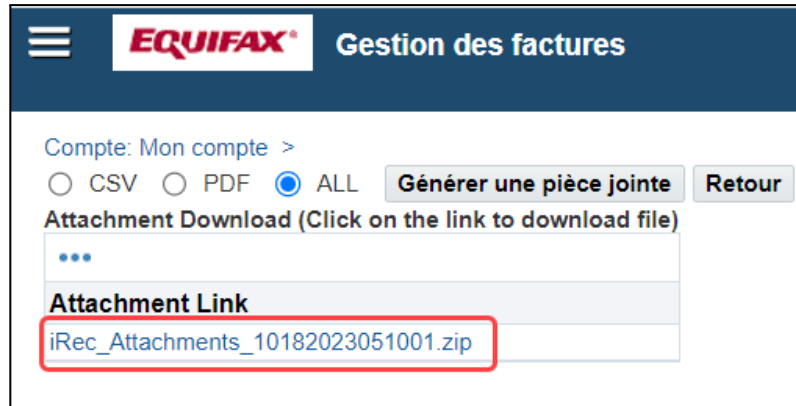 EQUIFAX® Gestion des factures
Compte: Mon compte >
CSV PDF ALL Générer une pièce jointe Retour
Attachment Download (Click on the link to download file)
Attachment Link
iRec_Attachments_10182023051001.zip